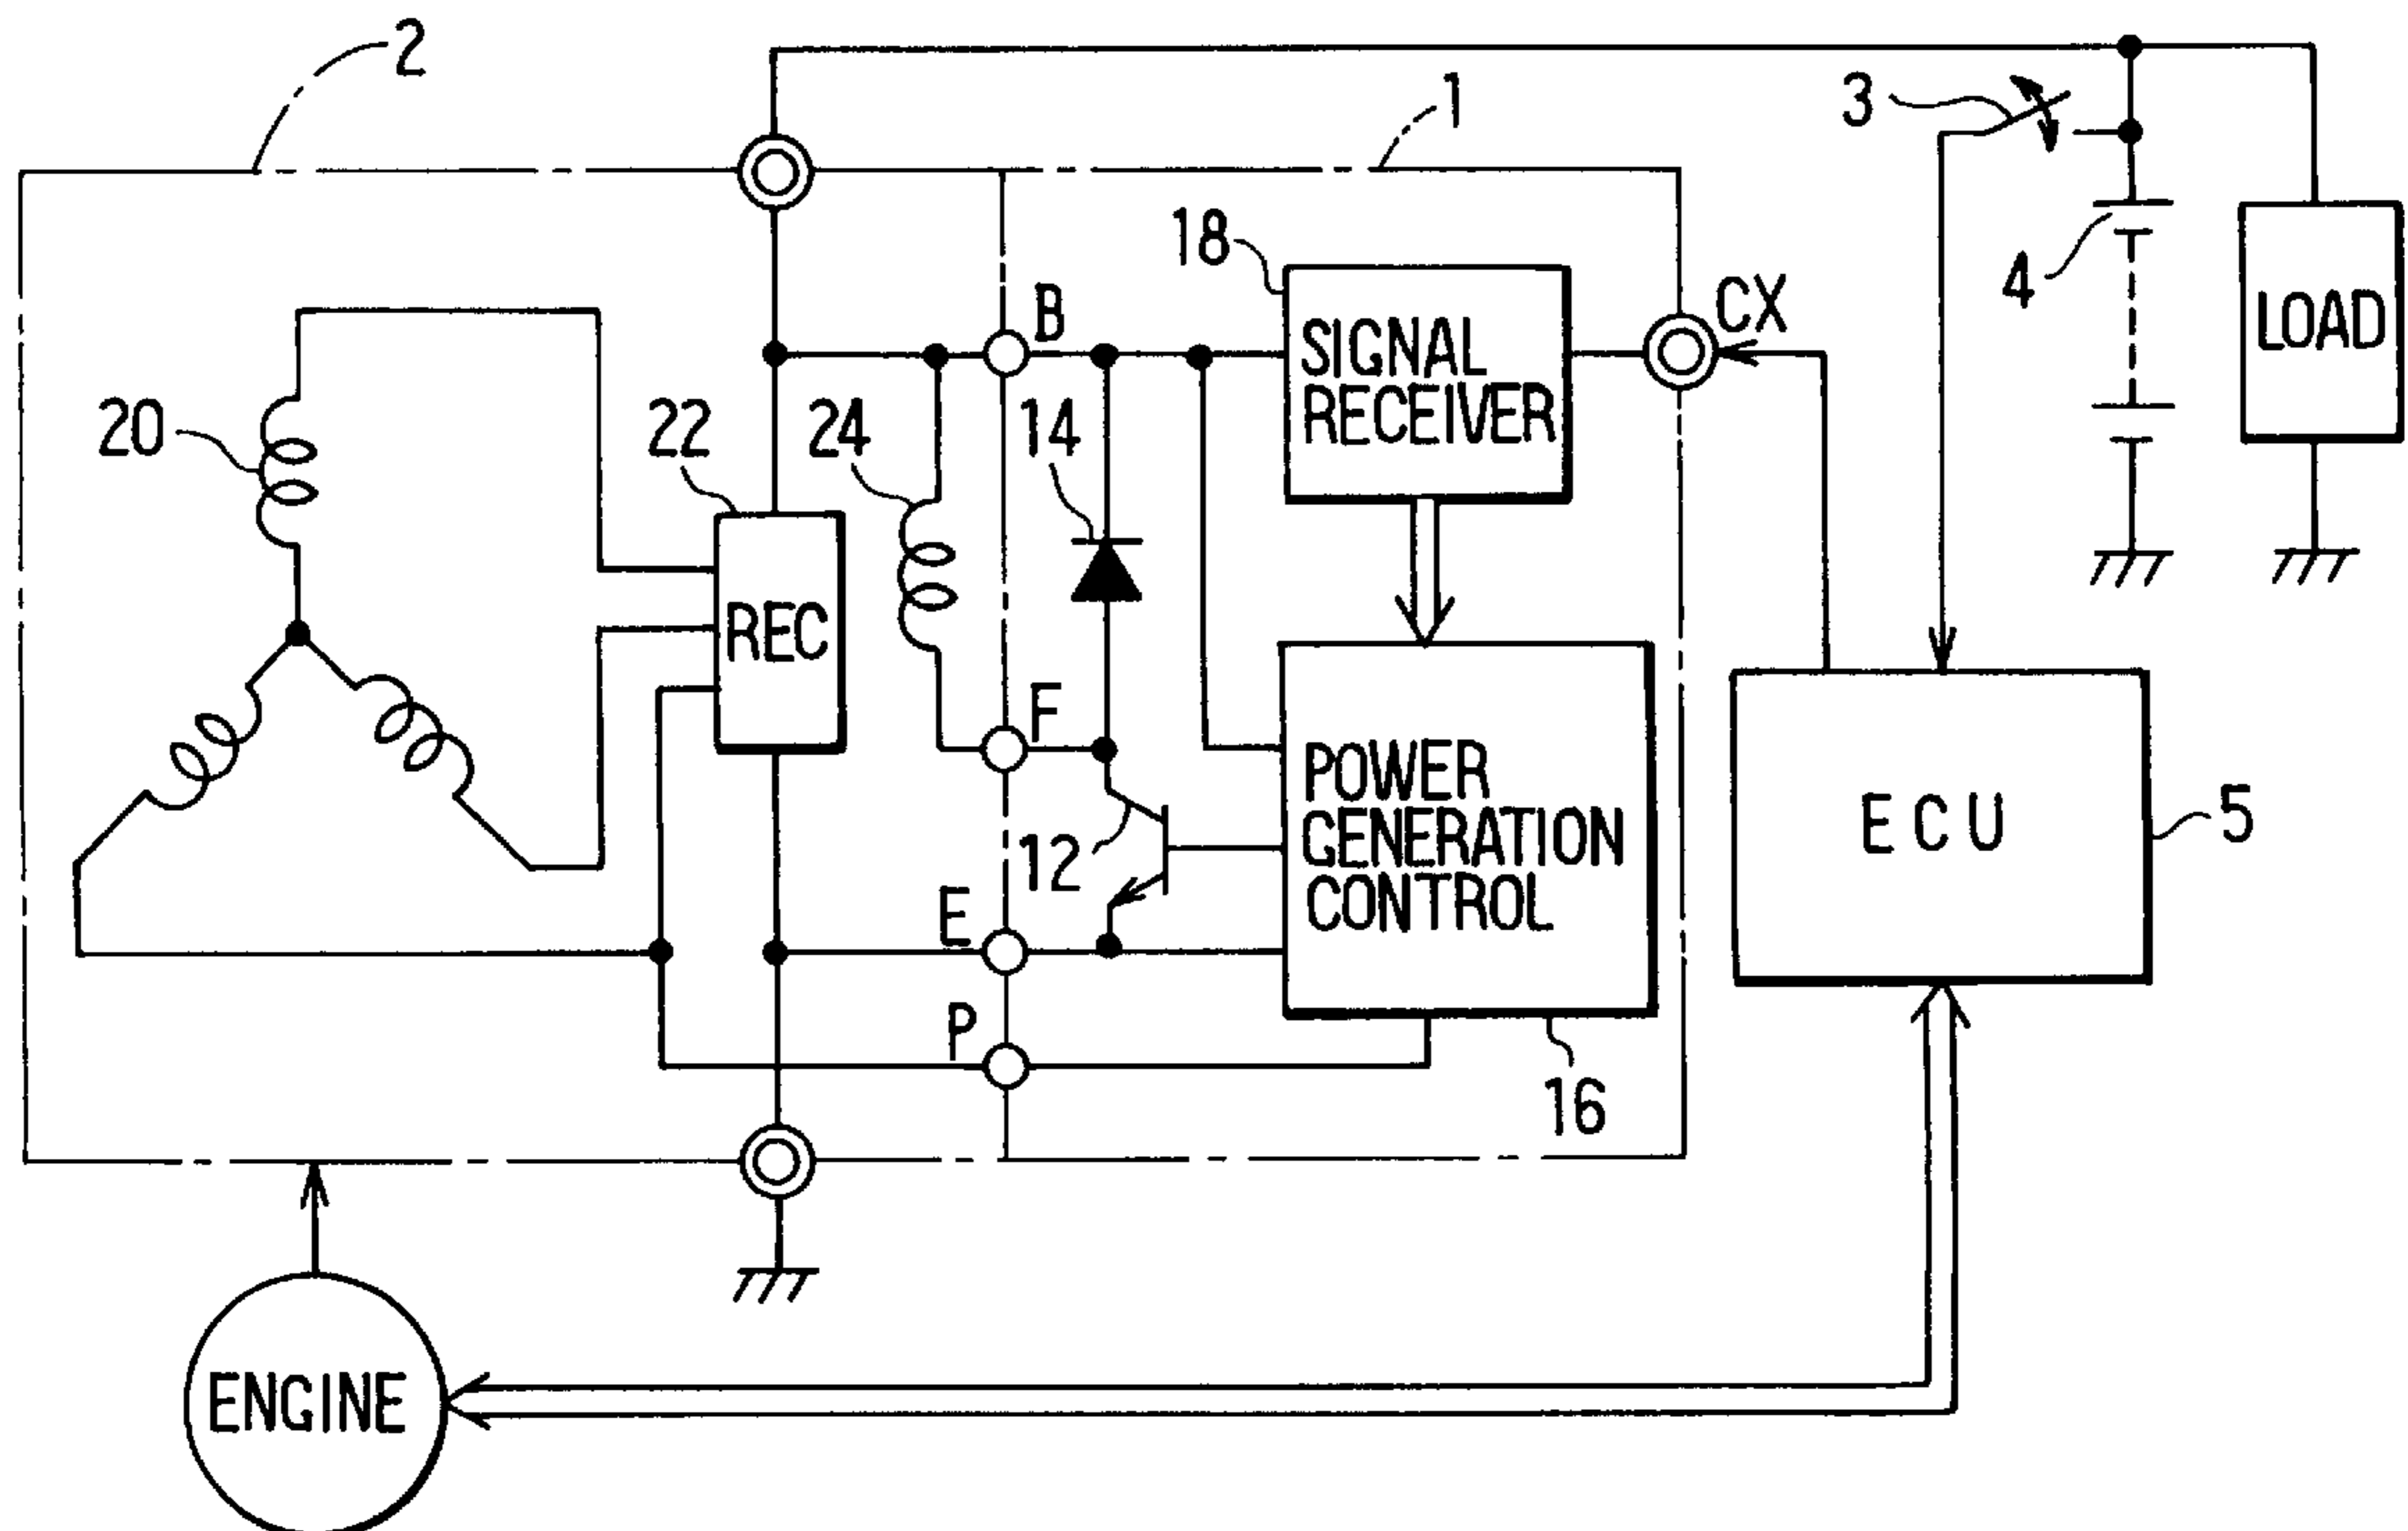 2
1
3
18
B
CX
4
LOAD
SIGNAL
RECEIVER
20
22
24
14
REC
F
POWER
GENERATION
CONTROL
ECU
5
12
E
P
16
ENGINE